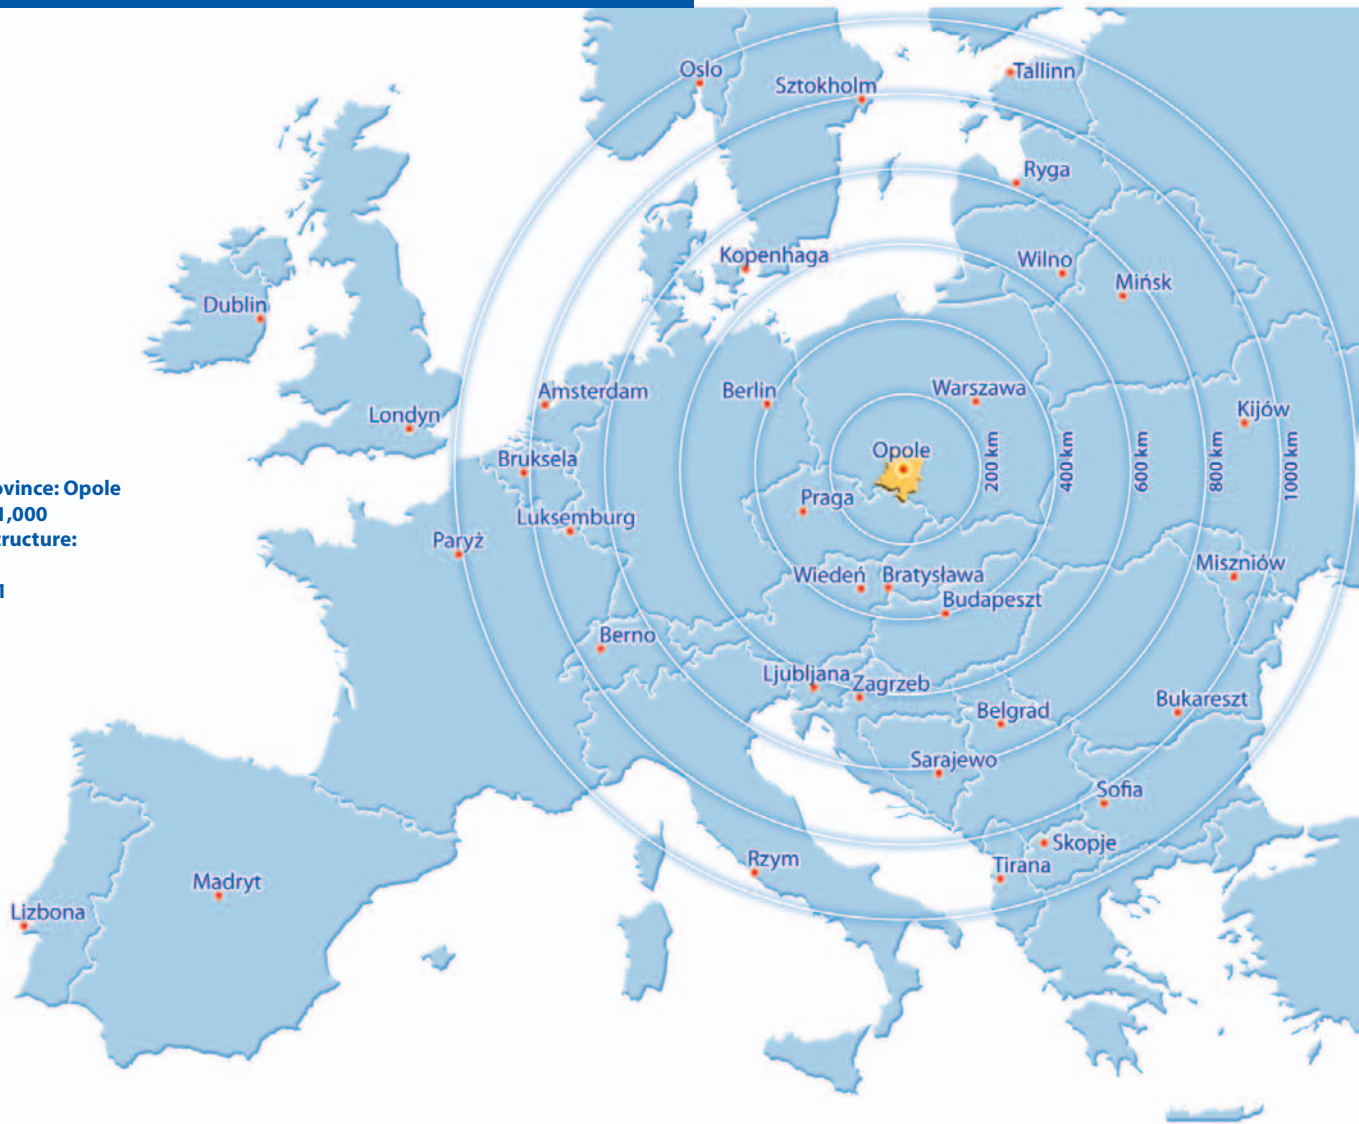 Oslo
Tallinn
Sztokholm
Ryga
Kopenhaga
Wilno
Mińsk
Dublin
Amsterdam
Berlin
Warszawa
Londyn
Kijów
Opole
Bruksela
200 km
400 km
600 km
800 km
1000 km
ovince: Opole
Praga
1,000
Luksemburg
tructure:
Paryż
Miszniów
Wiedeń
Bratysława
1
Budapeszt
Berno
Ljubljana
Zagrzeb
Bukareszt
Belgrad
Sarajewo
Sofia
Skopje
Rzym
Tirana
Madryt
Lizbona